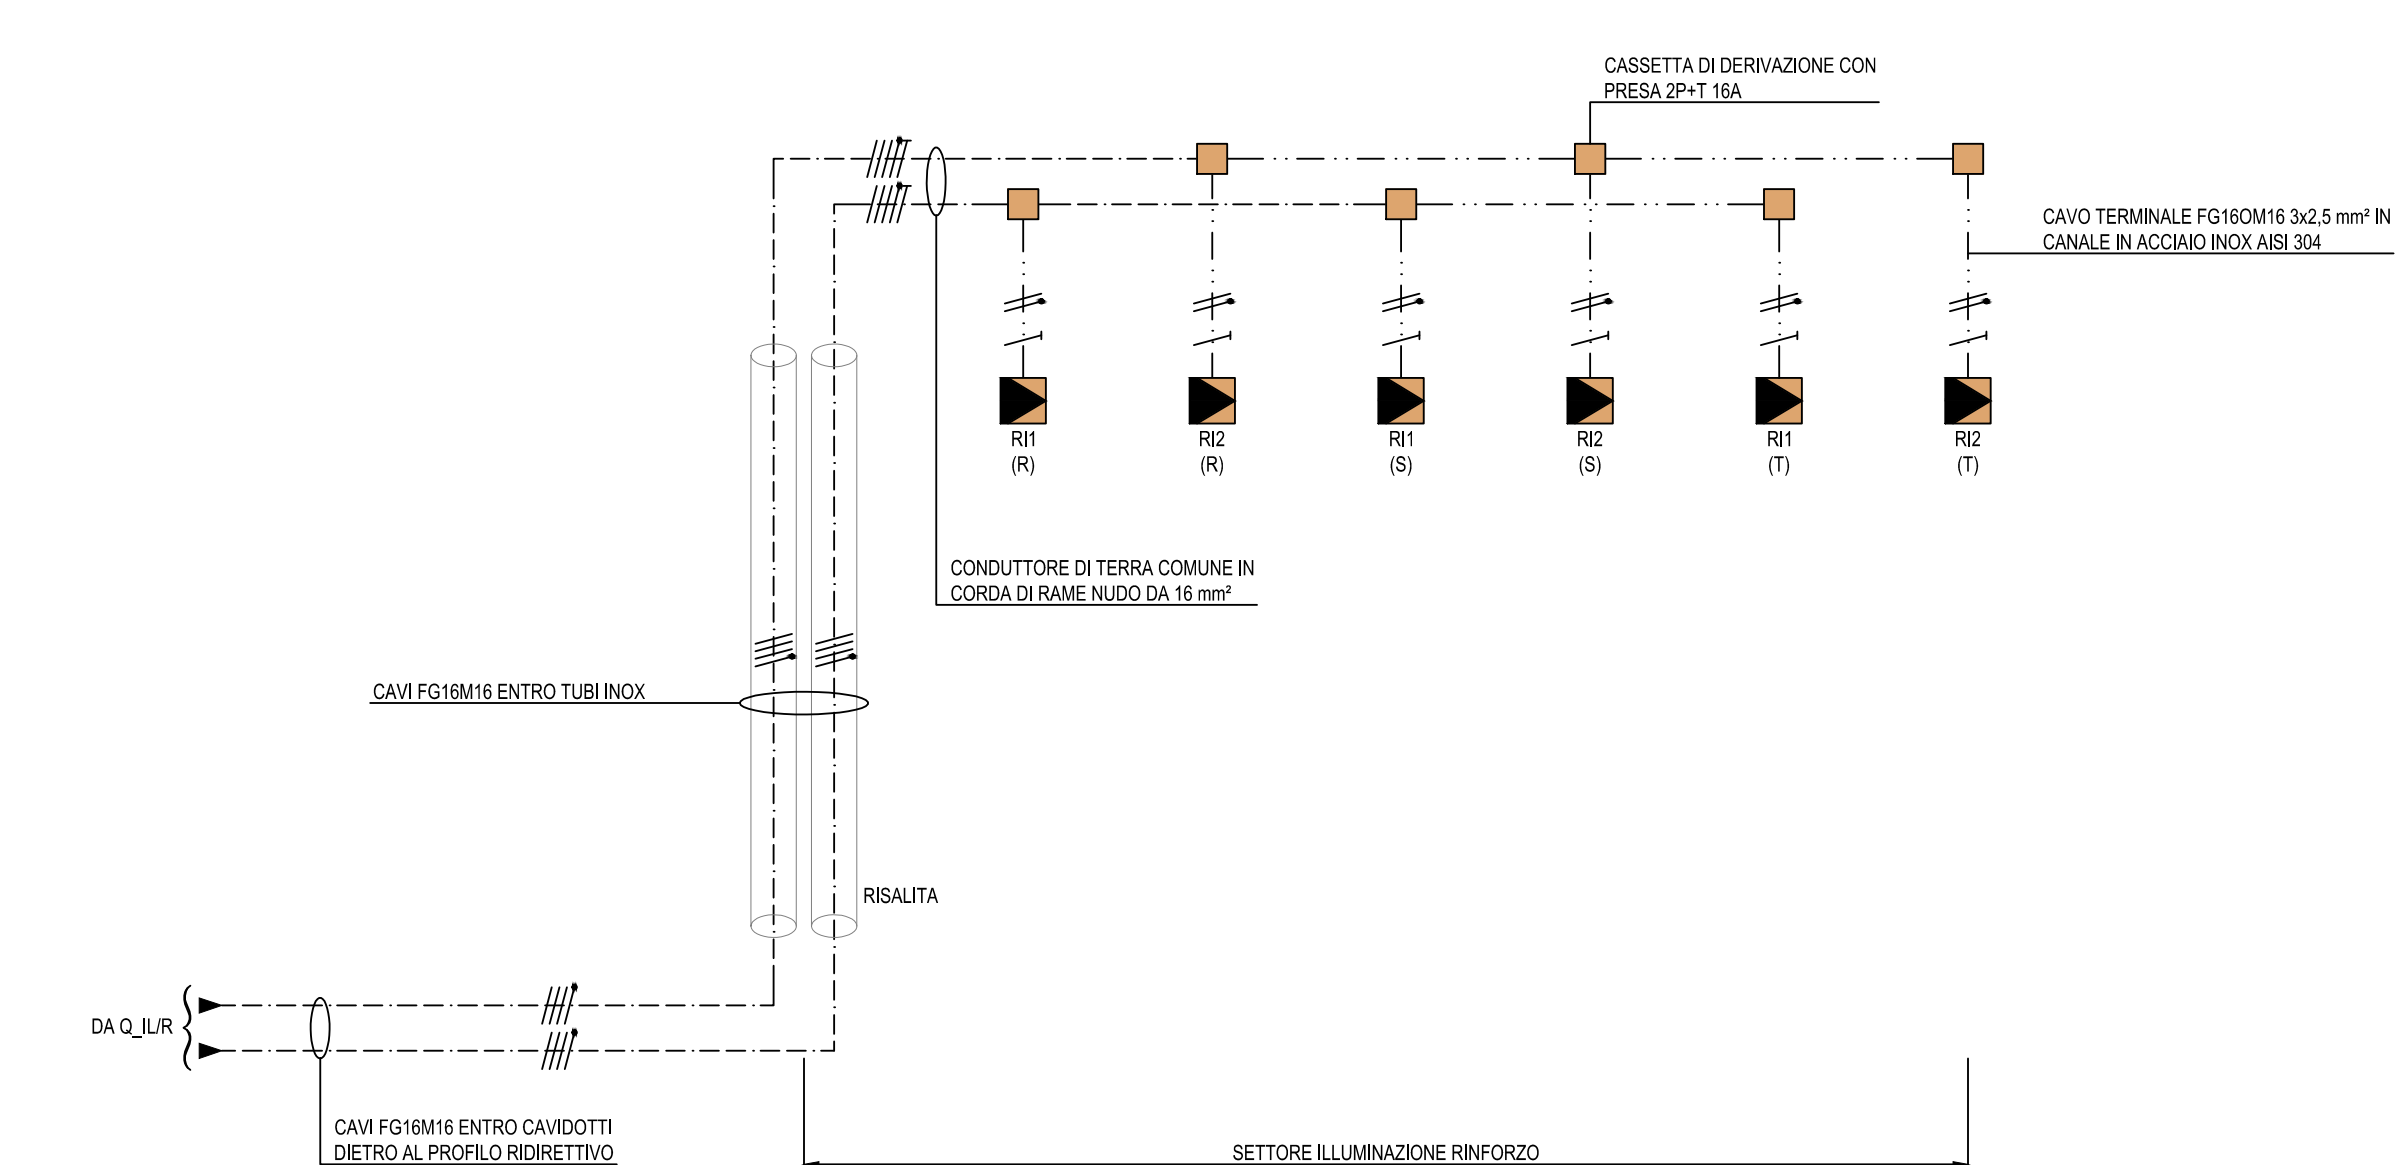 CASSETTA DI DERIVAZIONE CON
PRESA 2P+T 16A
CAVO TERMINALE FG16OM16 3x2,5 mm² IN
CANALE IN ACCIAIO INOX AISI 304
RI1
(R)
RI2
(R)
RI1
(S)
RI2
(S)
RI1
(T)
RI2
(T)
CONDUTTORE DI TERRA COMUNE IN
CORDA DI RAME NUDO DA 16 mm²
CAVI FG16M16 ENTRO TUBI INOX
RISALITA
DA Q_IL/R
CAVI FG16M16 ENTRO CAVIDOTTI
DIETRO AL PROFILO RIDIRETTIVO
SETTORE ILLUMINAZIONE RINFORZO